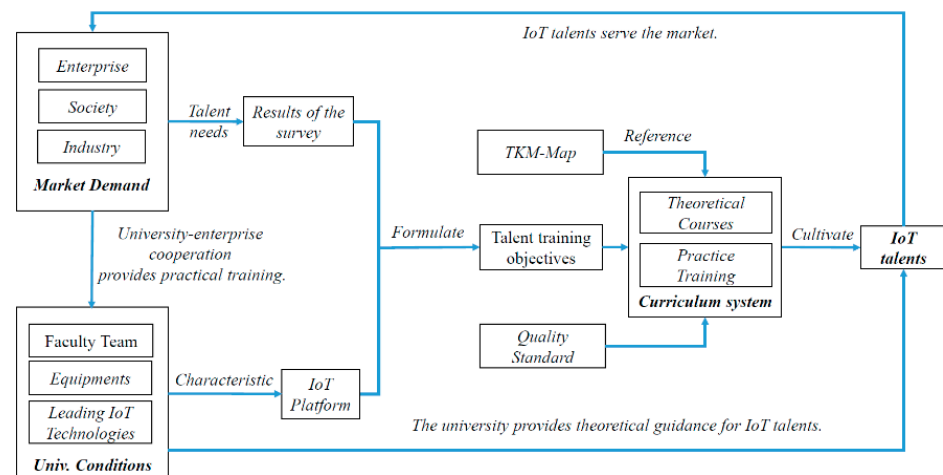 IoT talents serve the market.
Enterprise
Society
Industry
Market Demand
Talent
needs
Results of the
survey
TKM-Map
Reference
Theoretical
Courses
Practice
Training
Curriculum system
Formulate
Talent training
objectives
Cultivate
IoT
talents
University-enterprise
cooperation
provides practical training.
Quality
Standard
Faculty Team
Equipments
Leading IoT
Technologies
Univ. Conditions
Characteristic
IoT
Platform
The university provides theoretical guidance for IoT talents.